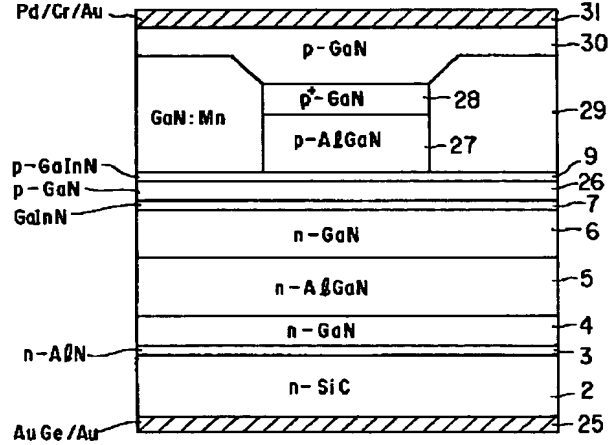 Pd/Cr/Au
31
p-GaN
30
p⁺-GaN
28
GaN:Mn
29
p-AℓGaN
27
p-GaInN
9
p-GaN
26
GaInN
7
n-GaN
6
n-AℓGaN
5
n-GaN
4
n-AℓN
3
n-SiC
2
AuGe/Au
25